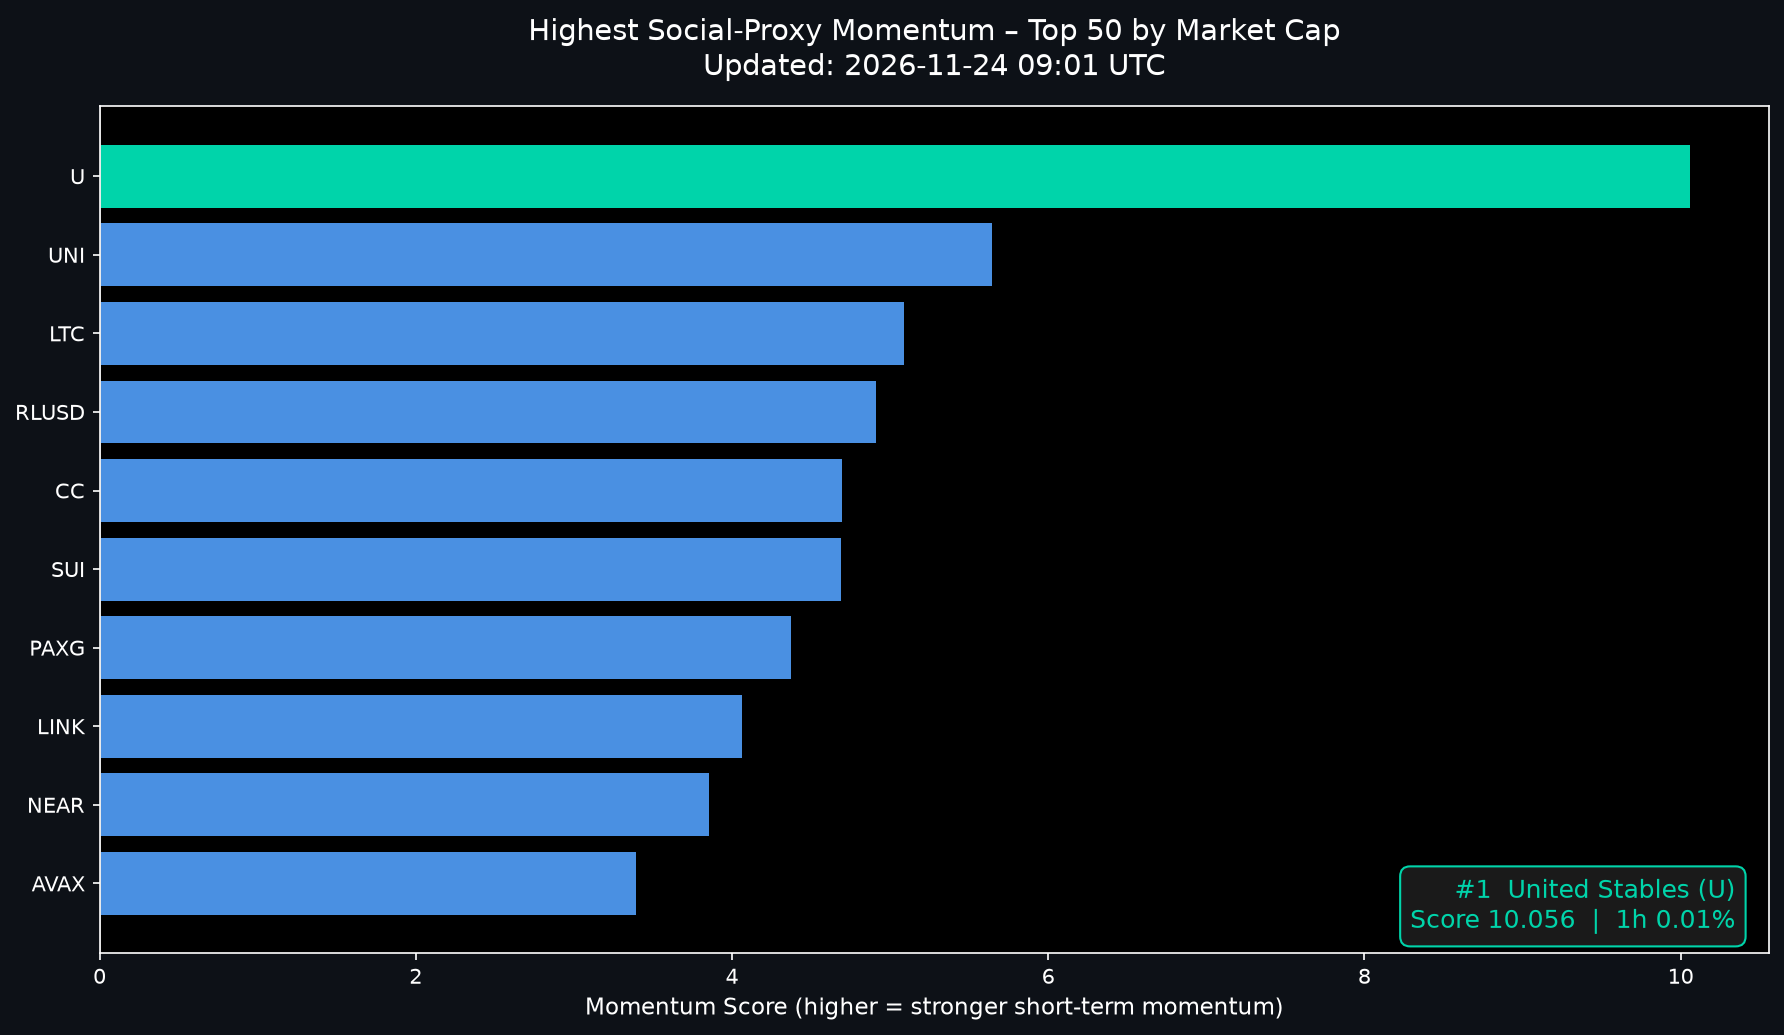 Highest Social-Proxy Momentum – Top 50 by Market Cap
Updated: 2026-11-24 09:01 UTC
U
UNI
LTC
RLUSD
CC
SUI
PAXG
LINK
NEAR
AVAX
#1  United Stables (U)
Score 10.056  |  1h 0.01%
0 2 4 6 8 10
Momentum Score (higher = stronger short-term momentum)